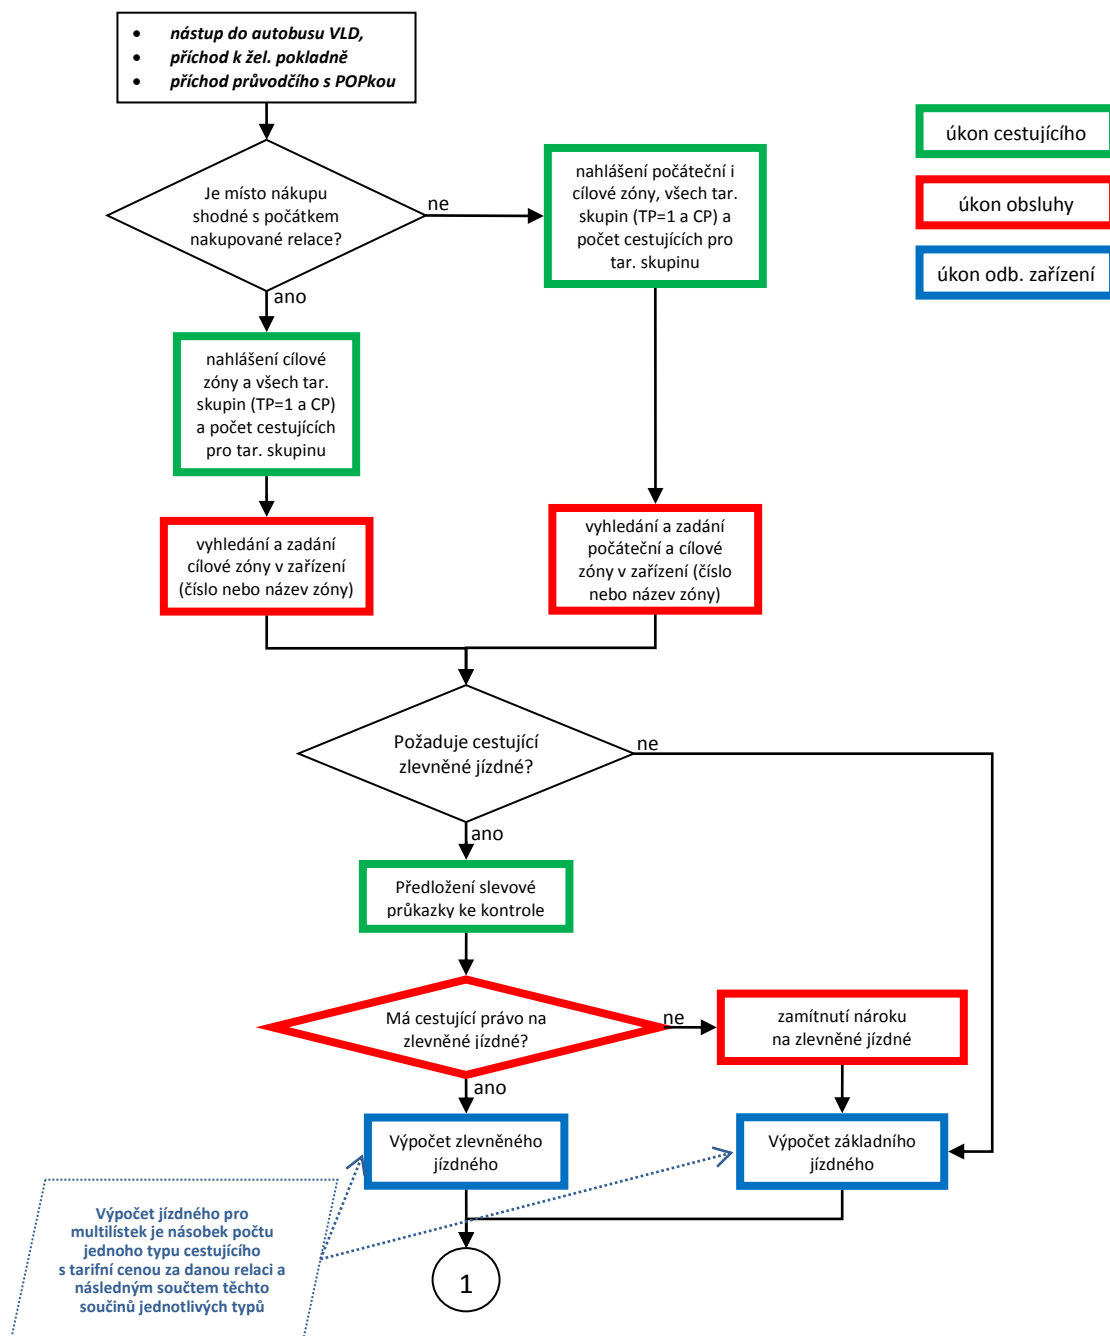 • nástup do autobusu VLD,
• příchod k žel. pokladně
• příchod průvodčího s POPkou
úkon cestujícího
úkon obsluhy
úkon odb. zařízení
Je místo nákupu
shodné s počátkem
nakupované relace?
ne
ano
nahlášení počáteční i
cílové zóny, všech tar.
skupin (TP=1 a CP) a
počet cestujících pro
tar. skupinu
nahlášení cílové
zóny a všech tar.
skupin (TP=1 a CP)
a počet cestujících
pro tar. skupinu
vyhledání a zadání
cílové zóny v zařízení
(číslo nebo název zóny)
vyhledání a zadání
počáteční a cílové
zóny v zařízení (číslo
nebo název zóny)
Požaduje cestující
zlevněné jízdné?
ne
ano
Předložení slevové
průkazky ke kontrole
Má cestující právo na
zlevněné jízdné?
ne
ano
zamítnutí nároku
na zlevněné jízdné
Výpočet zlevněného
jízdného
Výpočet základního
jízdného
Výpočet jízdného pro
multilístek je násobek počtu
jednoho typu cestujícího
s tarifní cenou za danou relaci a
následným součtem těchto
součinů jednotlivých typů
1